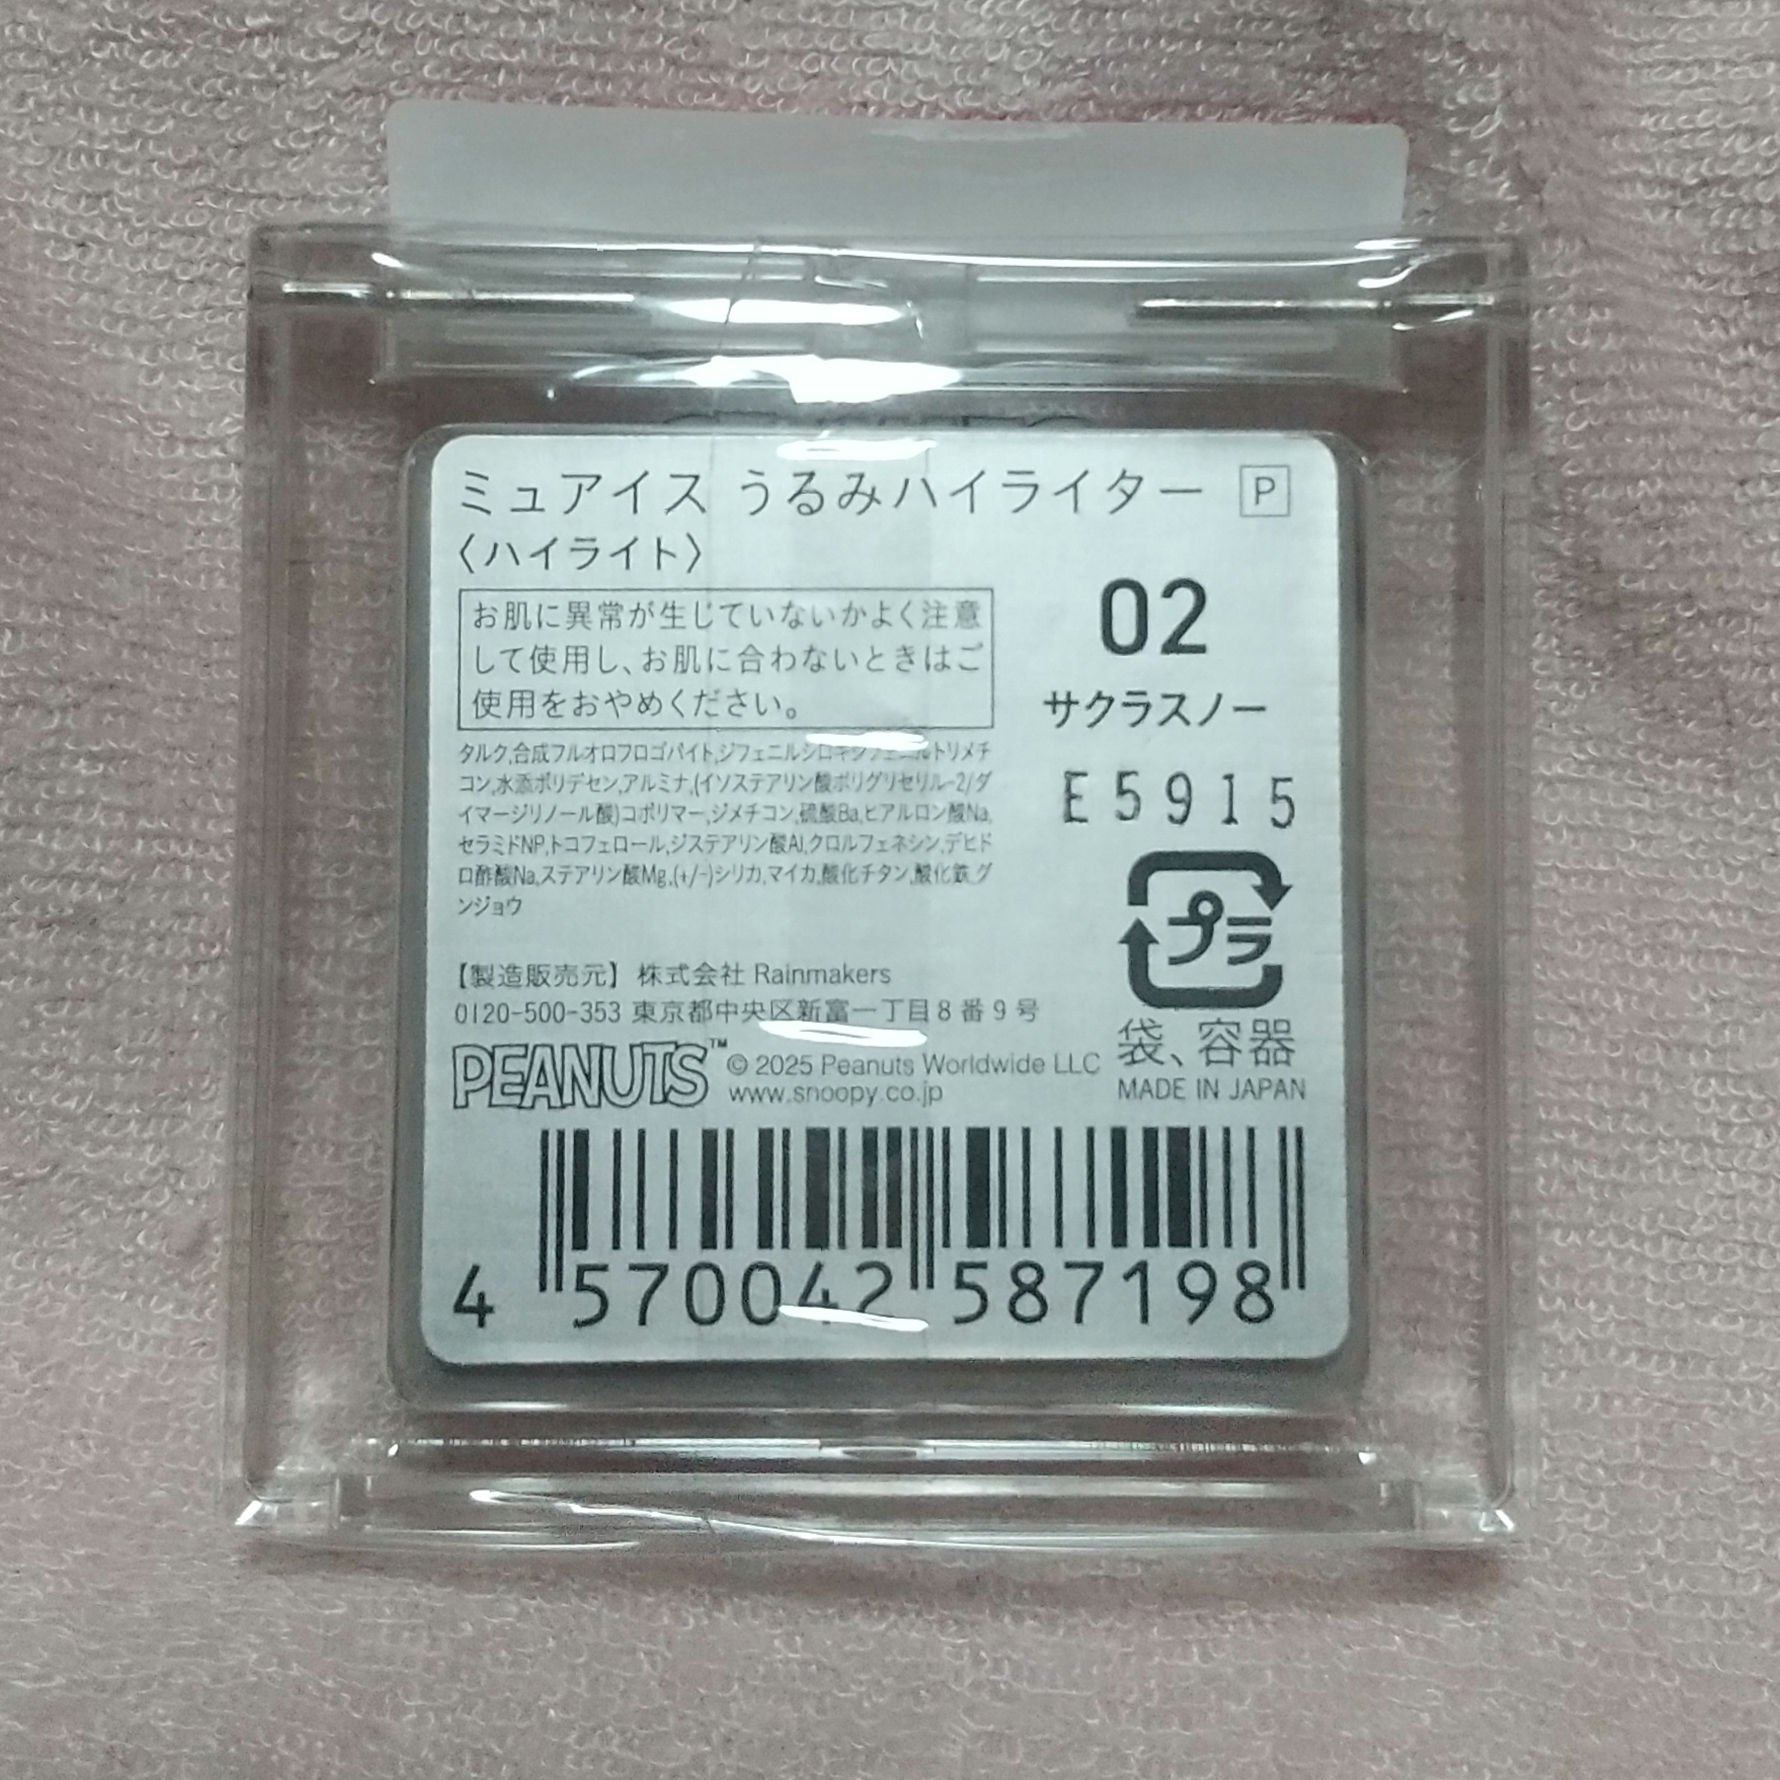 ミュアイス うるみハイライター P
〈ハイライト〉
お肌に異常が生じていないかよく注意
して使用し、お肌に合わないときはご
使用をおやめください。
02
サクラスノー
タルク,合成フルオロフロゴパイト,ジフェニルシロキシフェニルトリメチ
コン,水添ポリデセン,アルミナ,(イソステアリン酸ポリグリセリル-2/ダ
イマージリノール酸)コポリマー,ジメチコン,硫酸Ba,ヒアルロン酸Na,
セラミドNP,トコフェロール,ジステアリン酸Al,クロルフェネシン,デヒド
ロ酢酸Na,ステアリン酸Mg,(+/-)シリカ,マイカ,酸化チタン,酸化鉄,グ
ンジョウ
E5915
プラ
袋、容器
MADE IN JAPAN
【製造販売元】株式会社 Rainmakers
0120-500-353 東京都中央区新富一丁目8番9号
PEANUTS™ © 2025 Peanuts Worldwide LLC
www.snoopy.co.jp
4 570042 587198